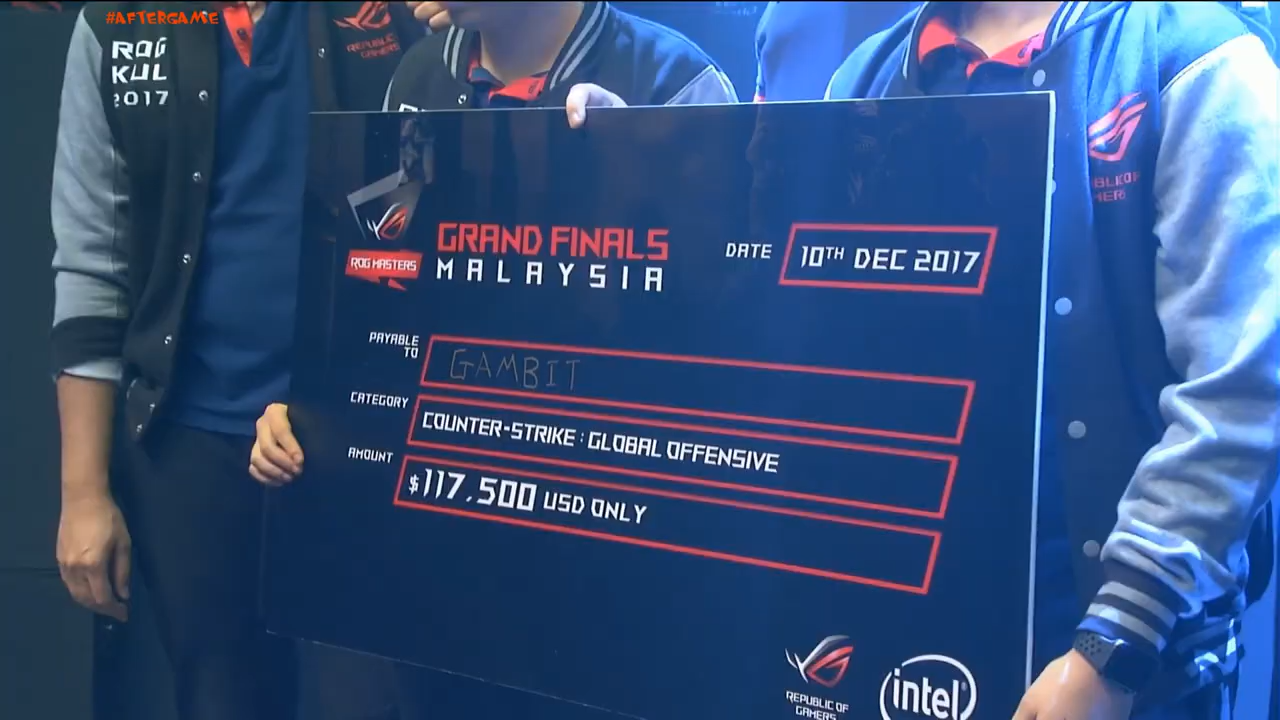 #AFTERGAME
ROG
KUL
2017
REPUBLIC OF
GAMERS
ROG MASTERS
GRAND FINALS
MALAYSIA
DATE
10TH DEC 2017
PAYABLE
TO
GAMBIT
CATEGORY
COUNTER-STRIKE : GLOBAL OFFENSIVE
AMOUNT
$117,500 USD ONLY
REPUBLIC OF
GAMERS
intel